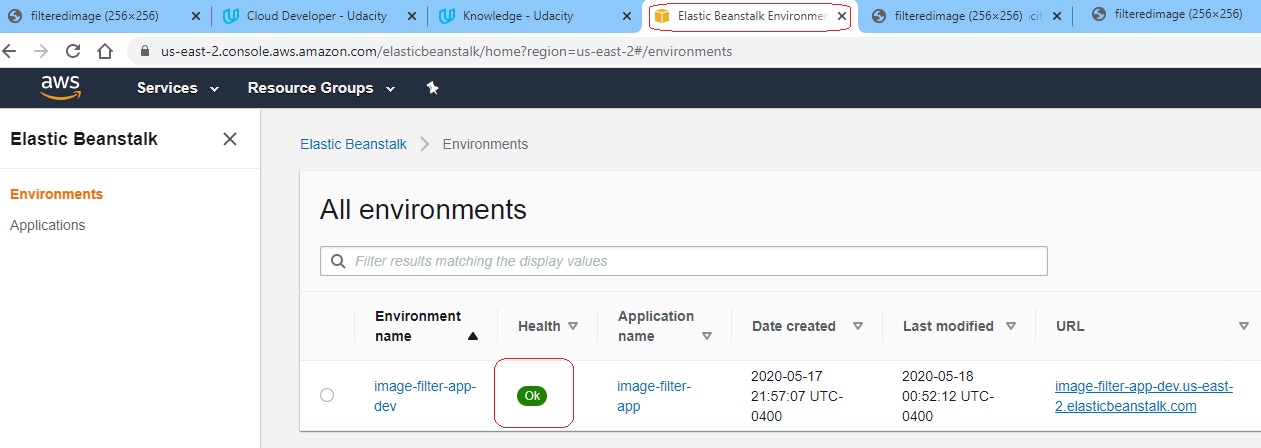 filteredimage (256×256)
Cloud Developer - Udacity
Knowledge - Udacity
Elastic Beanstalk Environme
filteredimage (256×256)
filteredimage (256×256)
us-east-2.console.aws.amazon.com/elasticbeanstalk/home?region=us-east-2#/environments
aws
Services
Resource Groups
Elastic Beanstalk
Environments
Applications
Elastic Beanstalk
Environments
All environments
Filter results matching the display values
Environment
name
Health
Application
name
Date created
Last modified
URL
image-filter-app-
dev
Ok
image-filter-
app
2020-05-17
21:57:07 UTC-
0400
2020-05-18
00:52:12 UTC-
0400
image-filter-app-dev.us-east-
2.elasticbeanstalk.com